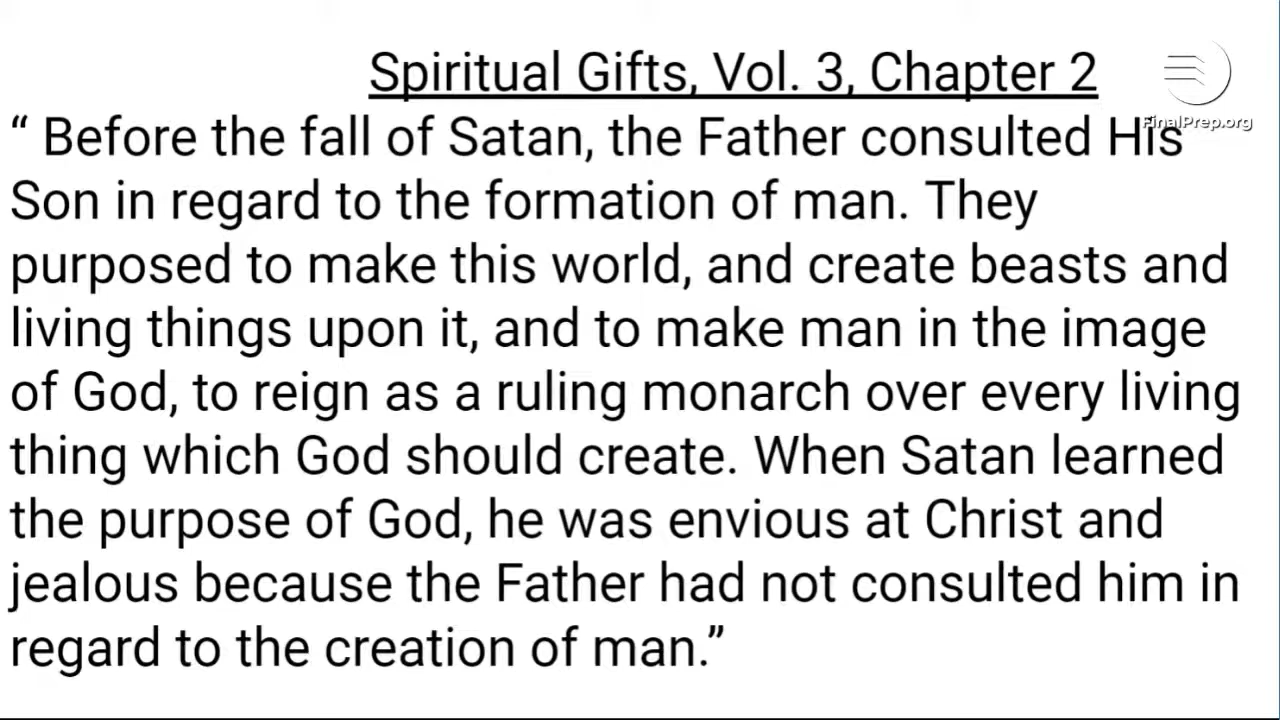 Spiritual Gifts, Vol. 3, Chapter 2
FinalPrep.org
“ Before the fall of Satan, the Father consulted His
Son in regard to the formation of man. They
purposed to make this world, and create beasts and
living things upon it, and to make man in the image
of God, to reign as a ruling monarch over every living
thing which God should create. When Satan learned
the purpose of God, he was envious at Christ and
jealous because the Father had not consulted him in
regard to the creation of man.”